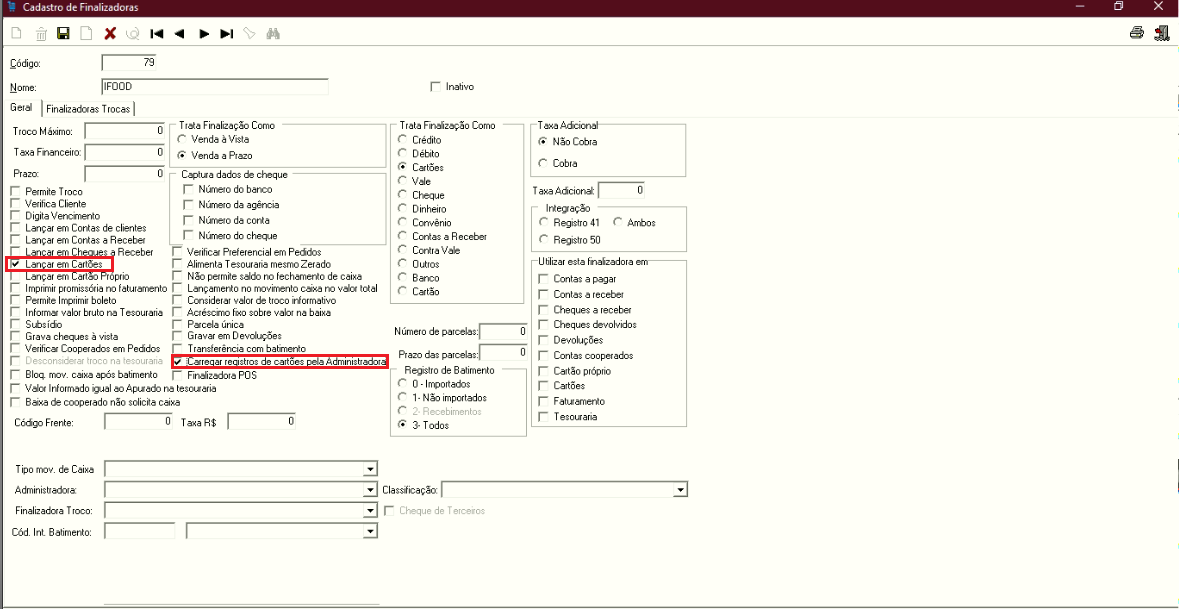 Cadastro de Finalizadoras
Código: 79
Nome: IFOOD
Inativo
Geral Finalizadoras Trocas
Troco Máximo: 0
Taxa Financeiro: 0
Prazo: 0
Permite Troco
Verifica Cliente
Digita Vencimento
Lançar em Contas de clientes
Lançar em Contas a Receber
Lançar em Cheques a Receber
Lançar em Cartões
Lançar em Cartão Próprio
Imprimir promissória no faturamento
Permite Imprimir boleto
Informar valor bruto na Tesouraria
Subsídio
Grava cheques à vista
Verificar Cooperados em Pedidos
Desconsiderar troco na tesouraria
Bloq. mov. caixa após batimento
Valor Informado igual ao Apurado na tesouraria
Baixa de cooperado não solicita caixa
Código Frente: 0 Taxa R$ 0
Trata Finalização Como
Venda à Vista
Venda a Prazo
Captura dados de cheque
Número do banco
Número da agência
Número da conta
Número do cheque
Verificar Preferencial em Pedidos
Alimenta Tesouraria mesmo Zerado
Não permite saldo no fechamento de caixa
Lançamento no movimento caixa no valor total
Considerar valor de troco informativo
Acréscimo fixo sobre valor na baixa
Parcela única
Gravar em Devoluções
Transferência com batimento
Carregar registros de cartões pela Administradora
Finalizadora POS
Trata Finalização Como
Crédito
Débito
Cartões
Vale
Cheque
Dinheiro
Convênio
Contas a Receber
Contra Vale
Outros
Banco
Cartão
Número de parcelas: 0
Prazo das parcelas: 0
Registro de Batimento
0 - Importados
1- Não importados
2- Recebimentos
3- Todos
Taxa Adicional
Não Cobra
Cobra
Taxa Adicional: 0
Integração
Registro 41 Ambos
Registro 50
Utilizar esta finalizadora em
Contas a pagar
Contas a receber
Cheques a receber
Cheques devolvidos
Devoluções
Contas cooperados
Cartão próprio
Cartões
Faturamento
Tesouraria
Tipo mov. de Caixa
Administradora: Classificação:
Finalizadora Troco: Cheque de Terceiros
Cód. Int. Batimento: